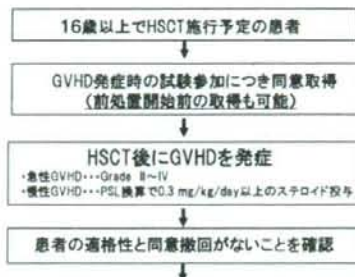 16歳以上でHSCT施行予定の患者
GVHD発症時の試験参加につき同意取得
(前処置開始前の取得も可能)
HSCT後にGVHDを発症
・急性GVHD・・・Grade Ⅱ～Ⅳ
・慢性GVHD・・・PSL換算で0.3 mg/kg/day以上のステロイド投与
患者の適格性と同意撤回がないことを確認